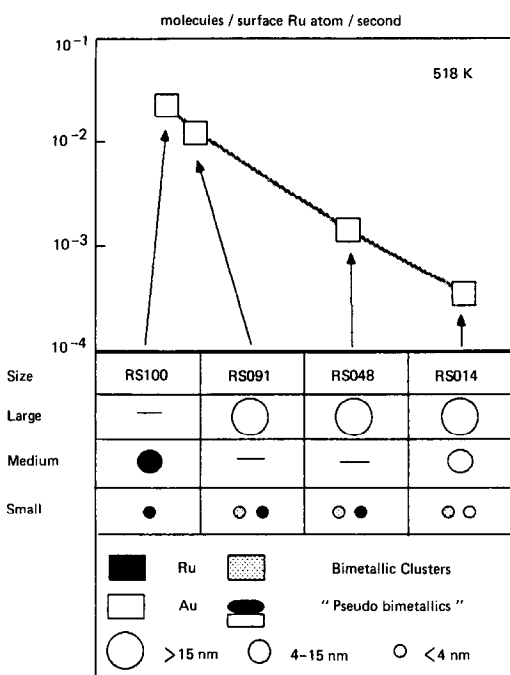 molecules / surface Ru atom / second
10⁻¹
518 K
10⁻²
10⁻³
10⁻⁴
Size RS100 RS091 RS048 RS014
Large
Medium
Small
Ru Bimetallic Clusters
Au " Pseudo bimetallics "
>15 nm 4-15 nm <4 nm